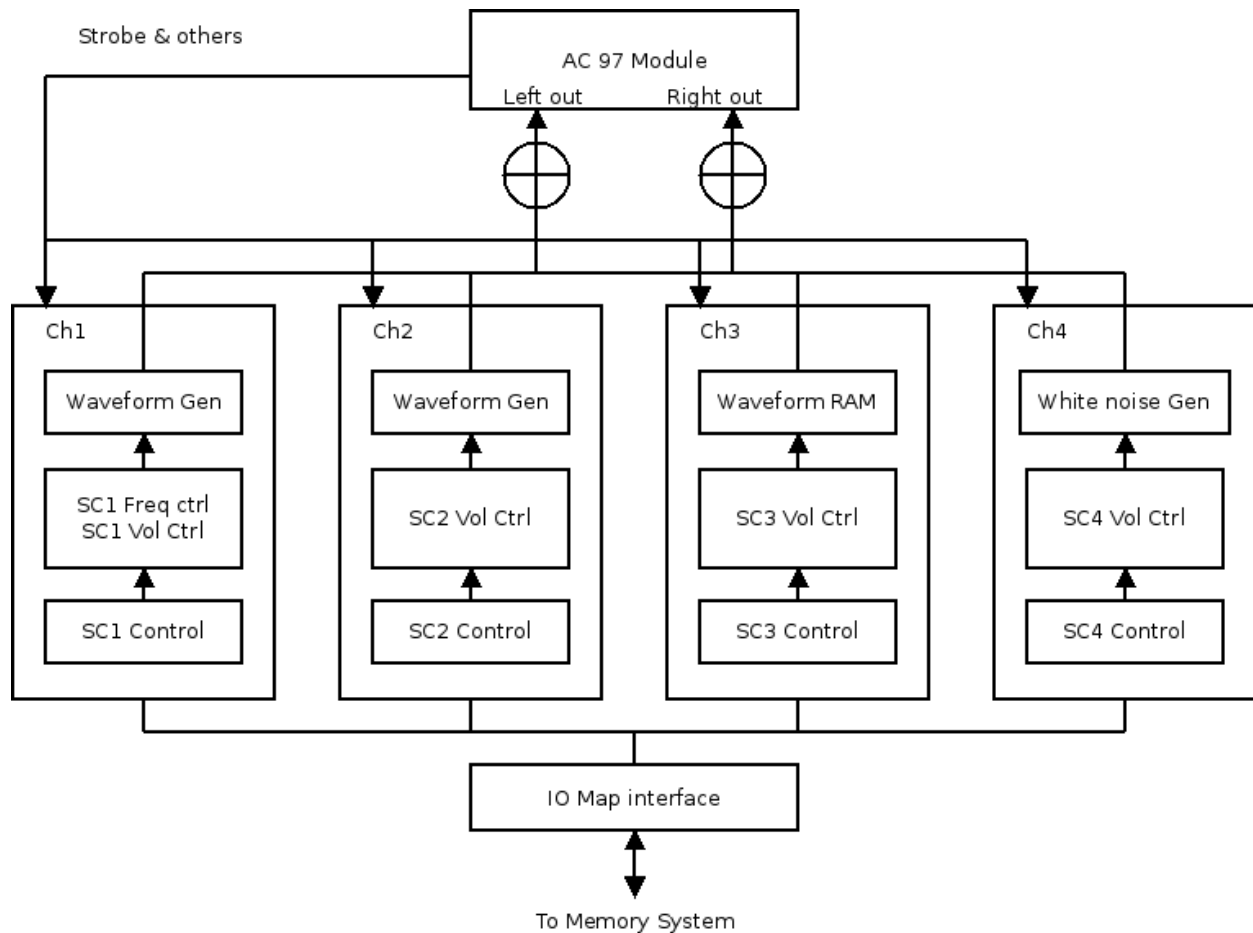 Strobe & others
AC 97 Module
Left out
Right out
Ch1
Ch2
Ch3
Ch4
Waveform Gen
Waveform Gen
Waveform RAM
White noise Gen
SC1 Freq ctrl
SC1 Vol Ctrl
SC2 Vol Ctrl
SC3 Vol Ctrl
SC4 Vol Ctrl
SC1 Control
SC2 Control
SC3 Control
SC4 Control
IO Map interface
To Memory System